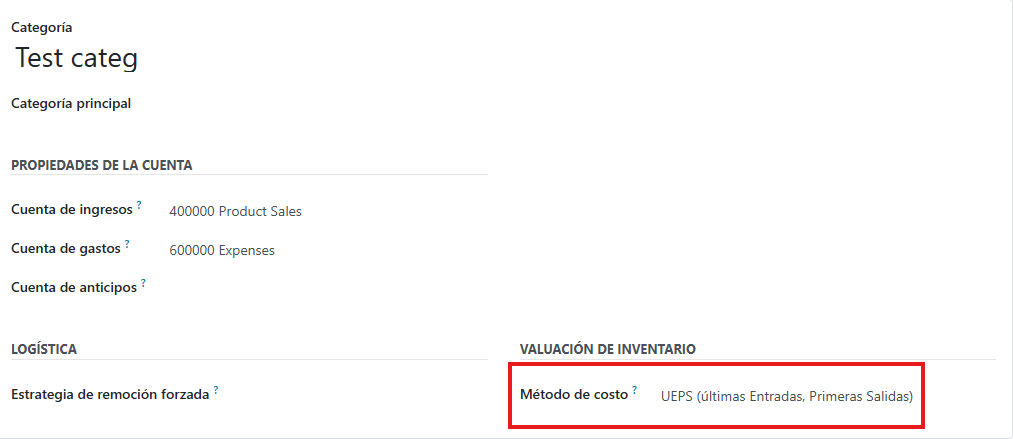 Categoría
Test categ
Categoría principal
PROPIEDADES DE LA CUENTA
Cuenta de ingresos ? 400000 Product Sales
Cuenta de gastos ? 600000 Expenses
Cuenta de anticipos ?
LOGÍSTICA
Estrategia de remoción forzada ?
VALUACIÓN DE INVENTARIO
Método de costo ? UEPS (últimas Entradas, Primeras Salidas)